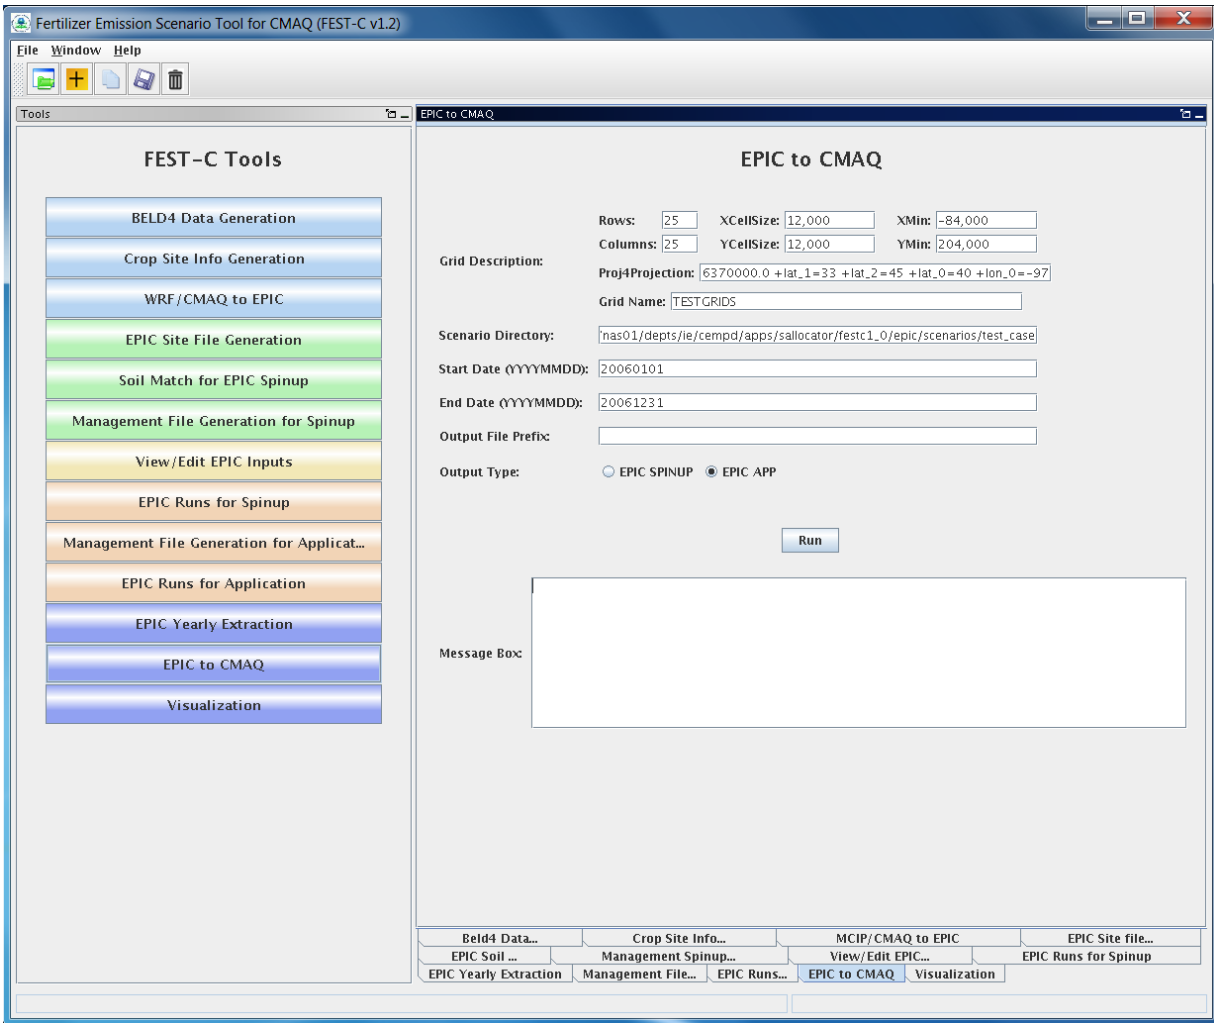 Fertilizer Emission Scenario Tool for CMAQ (FEST-C v1.2)
File Window Help
Tools
EPIC to CMAQ
FEST-C Tools
BELD4 Data Generation
Crop Site Info Generation
WRF/CMAQ to EPIC
EPIC Site File Generation
Soil Match for EPIC Spinup
Management File Generation for Spinup
View/Edit EPIC Inputs
EPIC Runs for Spinup
Management File Generation for Applicat...
EPIC Runs for Application
EPIC Yearly Extraction
EPIC to CMAQ
Visualization
EPIC to CMAQ
Grid Description:
Rows: 25 XCellSize: 12,000 XMin: -84,000
Columns: 25 YCellSize: 12,000 YMin: 204,000
Proj4Projection: 6370000.0 +lat_1=33 +lat_2=45 +lat_0=40 +lon_0=-97
Grid Name: TESTGRIDS
Scenario Directory: 'nas01/depts/ie/cempd/apps/sallocator/festc1_0/epic/scenarios/test_case
Start Date (YYYYMMDD): 20060101
End Date (YYYYMMDD): 20061231
Output File Prefix:
Output Type: EPIC SPINUP EPIC APP
Run
Message Box:
Beld4 Data... Crop Site Info... MCIP/CMAQ to EPIC EPIC Site file...
EPIC Soil ... Management Spinup... View/Edit EPIC... EPIC Runs for Spinup
EPIC Yearly Extraction Management File... EPIC Runs... EPIC to CMAQ Visualization